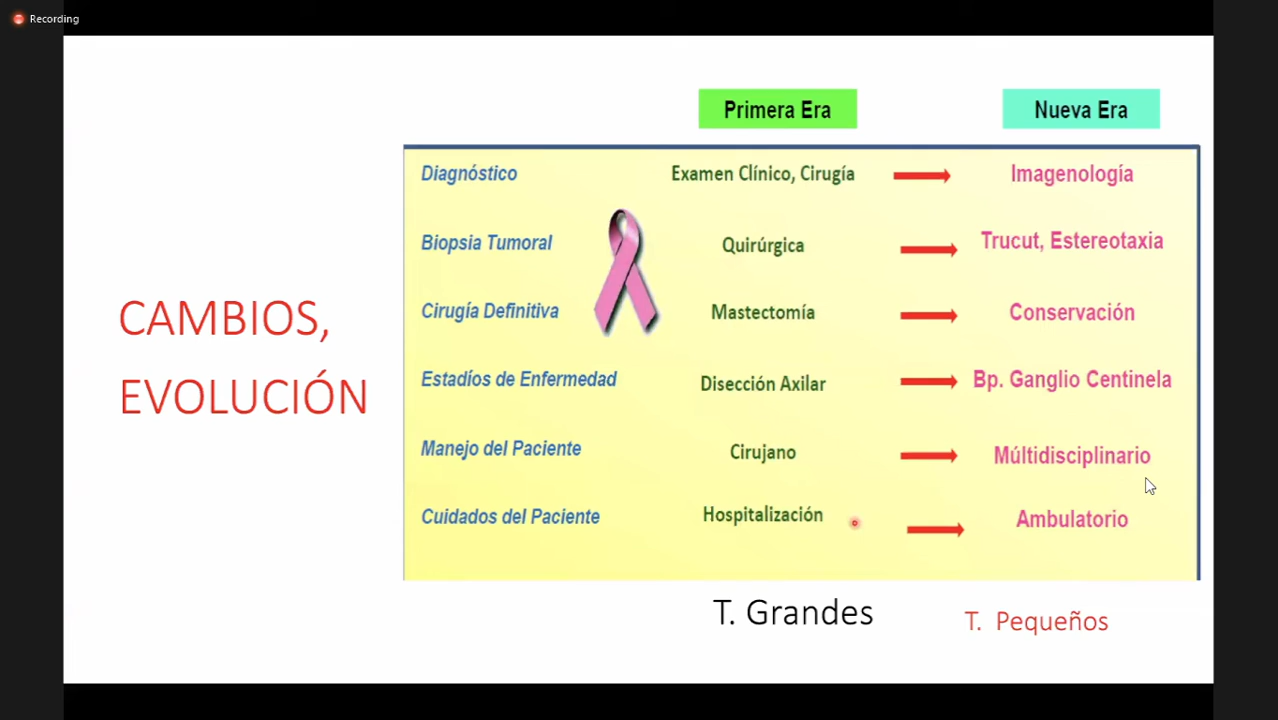 Recording
Primera Era Nueva Era
Diagnóstico Examen Clínico, Cirugía Imagenología
Biopsia Tumoral Quirúrgica Trucut, Estereotaxia
Cirugía Definitiva Mastectomía Conservación
Estadíos de Enfermedad Disección Axilar Bp. Ganglio Centinela
Manejo del Paciente Cirujano Múltidisciplinario
Cuidados del Paciente Hospitalización Ambulatorio
CAMBIOS,
EVOLUCIÓN
T. Grandes T. Pequeños